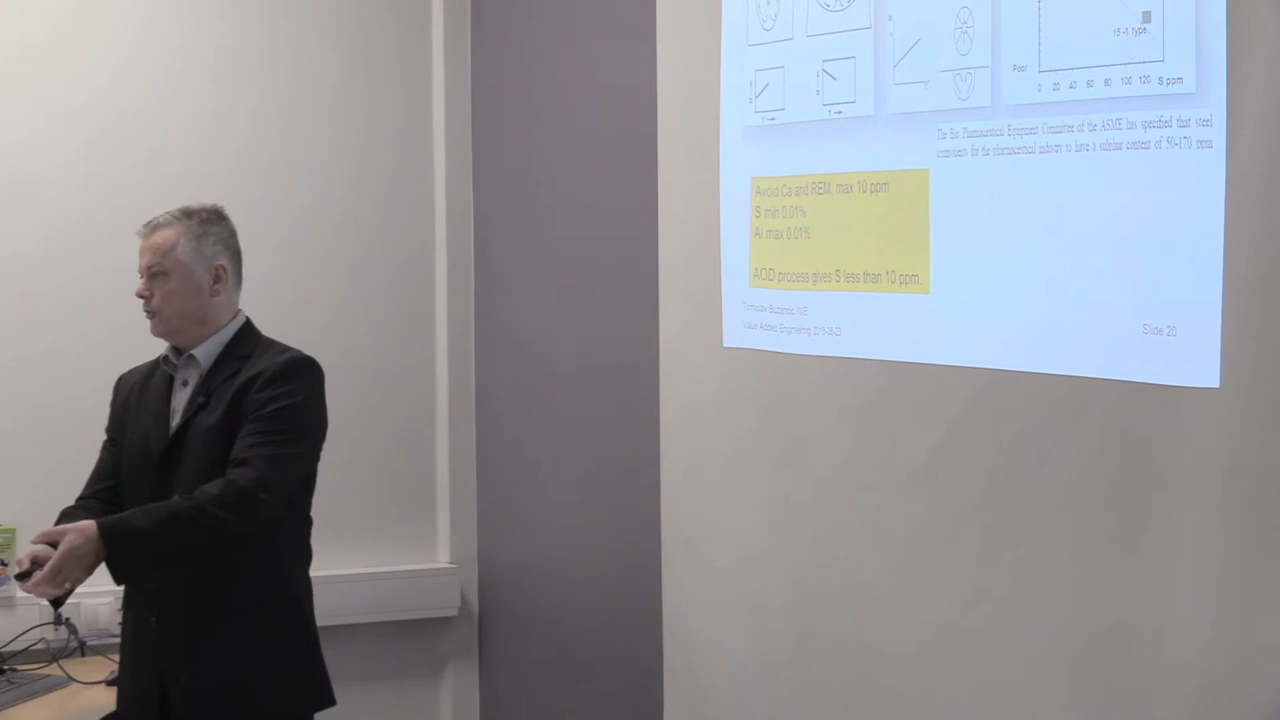 15 -1 type
Poor
0 20 40 60 80 100 120 S ppm
The Bio Pharmaceutical Equipment Committee of the ASME has specified that steel
components for the pharmaceutical industry to have a sulphur content of 50-170 ppm
Avoid Ca and REM, max 10 ppm
S min 0.01%
Al max 0.01%
AOD process gives S less than 10 ppm.
Value Added Engineering,
Slide 20